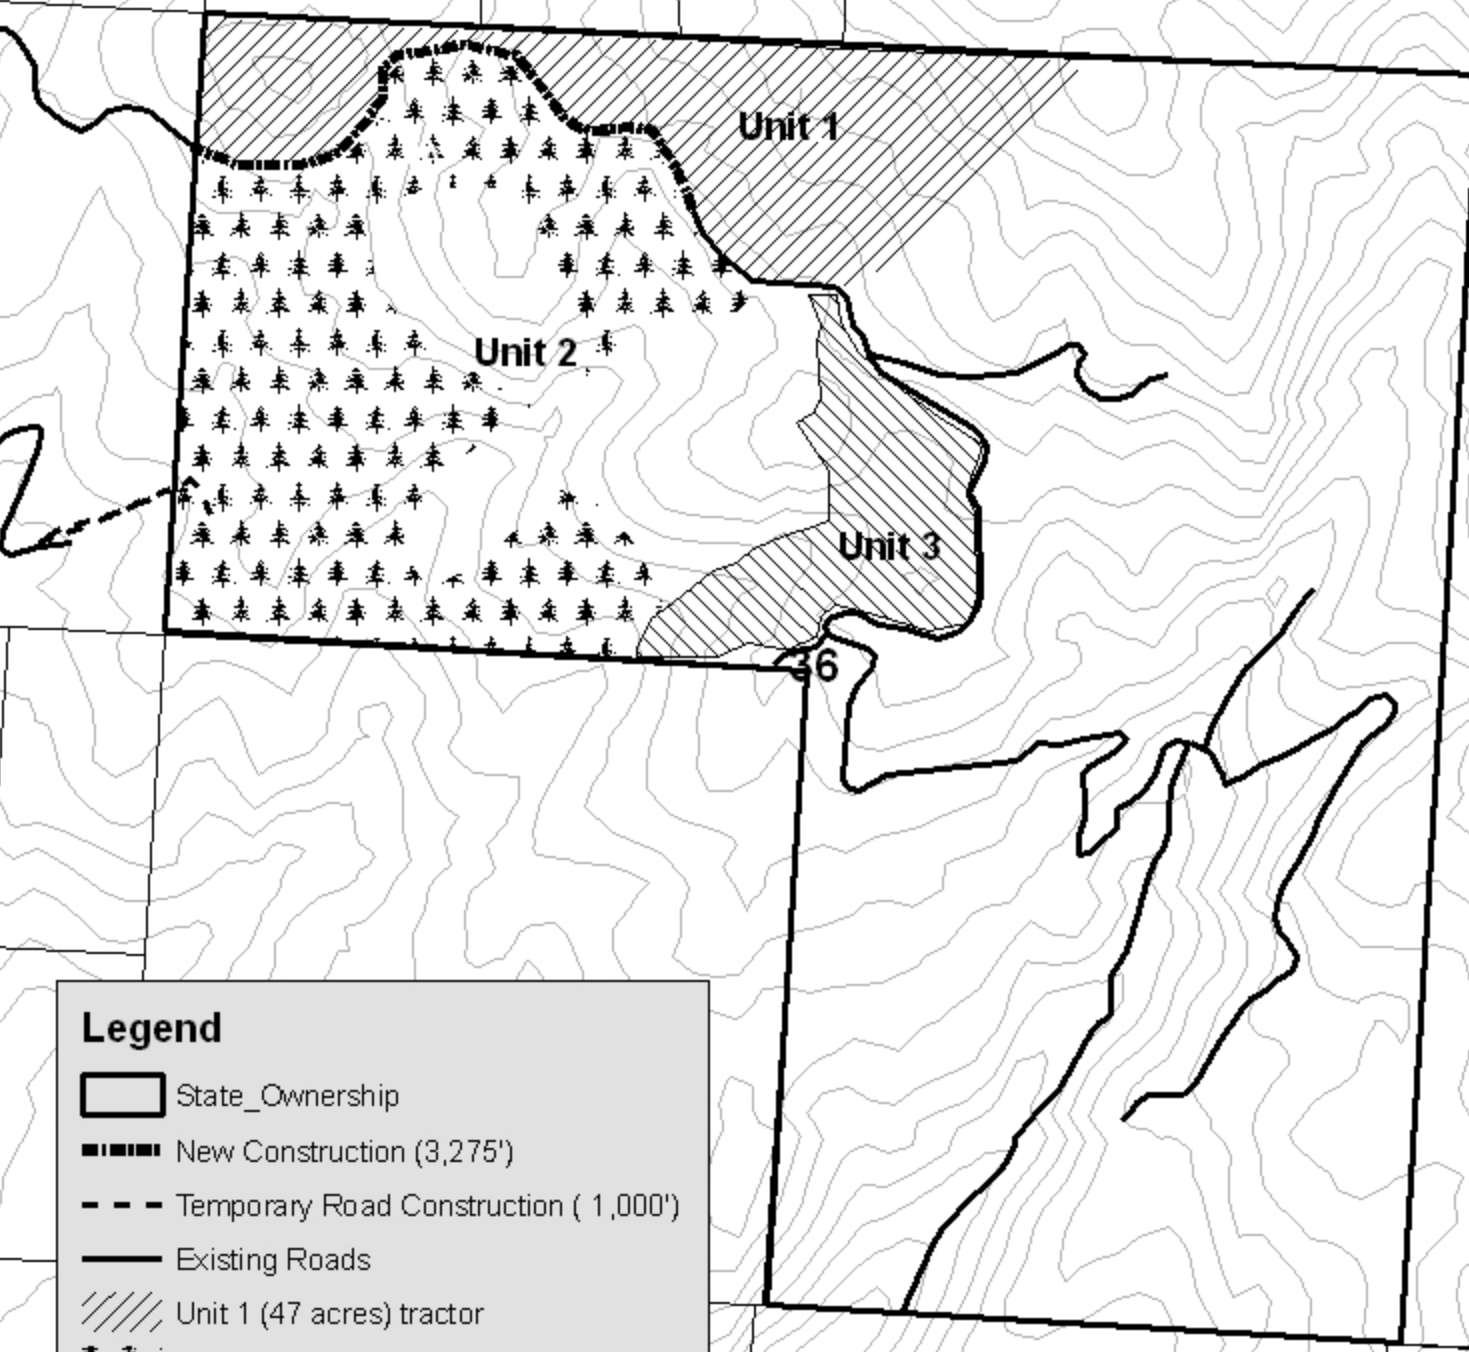 Unit 1
Unit 2
Unit 3
36
Legend
State_Ownership
New Construction (3,275')
Temporary Road Construction ( 1,000')
Existing Roads
Unit 1 (47 acres) tractor